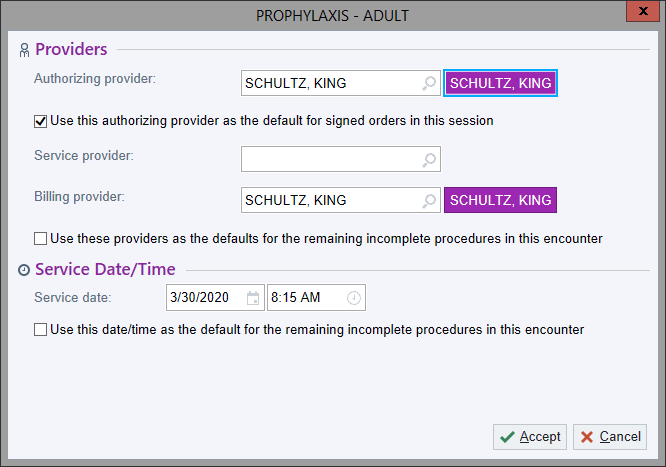 PROPHYLAXIS - ADULT
x
Providers
Authorizing provider: SCHULTZ, KING SCHULTZ, KING
Use this authorizing provider as the default for signed orders in this session
Service provider:
Billing provider: SCHULTZ, KING SCHULTZ, KING
Use these providers as the defaults for the remaining incomplete procedures in this encounter
Service Date/Time
Service date: 3/30/2020 8:15 AM
Use this date/time as the default for the remaining incomplete procedures in this encounter
Accept Cancel